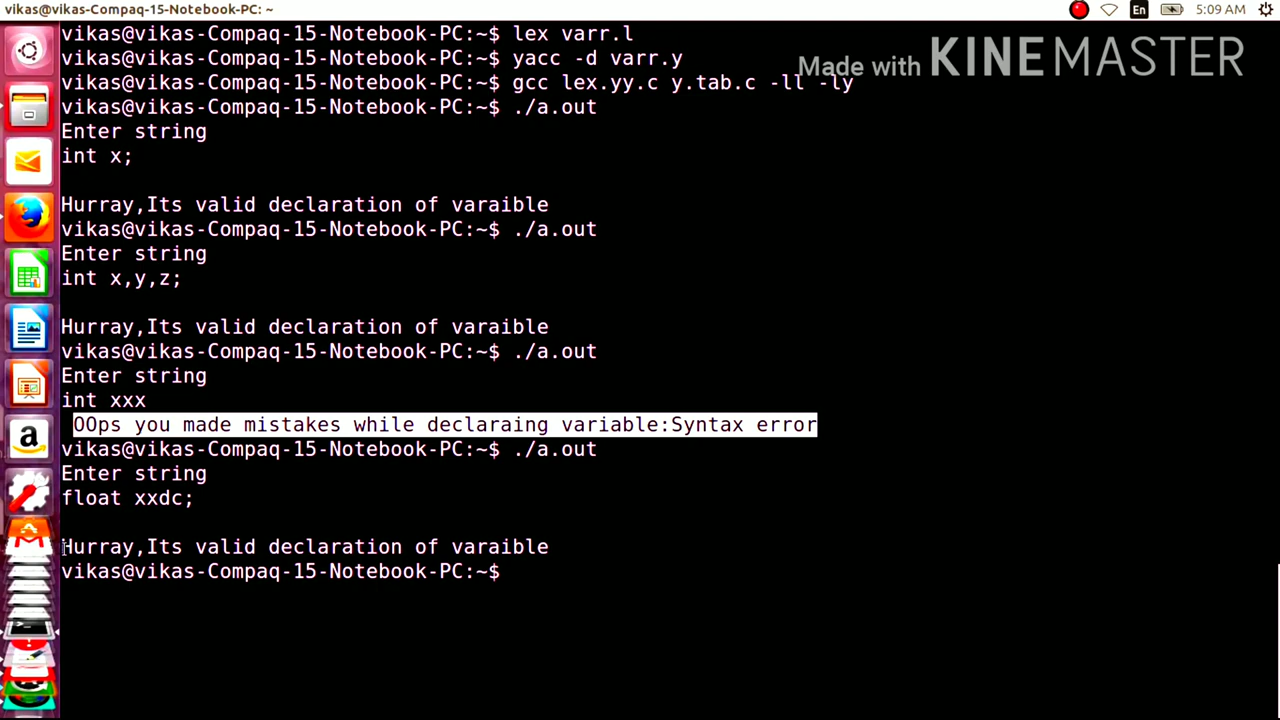 vikas@vikas-Compaq-15-Notebook-PC: ~
En
5:09 AM
Made with KINEMASTER
vikas@vikas-Compaq-15-Notebook-PC:~$ lex varr.l
vikas@vikas-Compaq-15-Notebook-PC:~$ yacc -d varr.y
vikas@vikas-Compaq-15-Notebook-PC:~$ gcc lex.yy.c y.tab.c -ll -ly
vikas@vikas-Compaq-15-Notebook-PC:~$ ./a.out
Enter string
int x;
Hurray,Its valid declaration of varaible
vikas@vikas-Compaq-15-Notebook-PC:~$ ./a.out
Enter string
int x,y,z;
Hurray,Its valid declaration of varaible
vikas@vikas-Compaq-15-Notebook-PC:~$ ./a.out
Enter string
int xxx
OOps you made mistakes while declaraing variable:Syntax error
vikas@vikas-Compaq-15-Notebook-PC:~$ ./a.out
Enter string
float xxdc;
Hurray,Its valid declaration of varaible
vikas@vikas-Compaq-15-Notebook-PC:~$
a